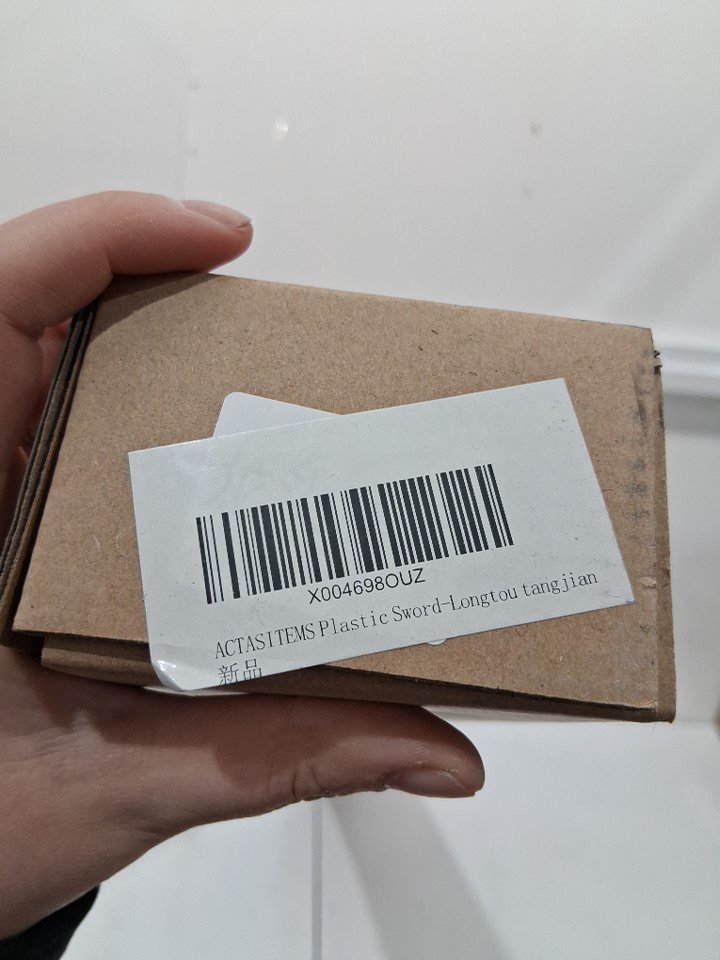 X004698OUZ
ACTASITEMS Plastic Sword-Longtou tangjian
新品